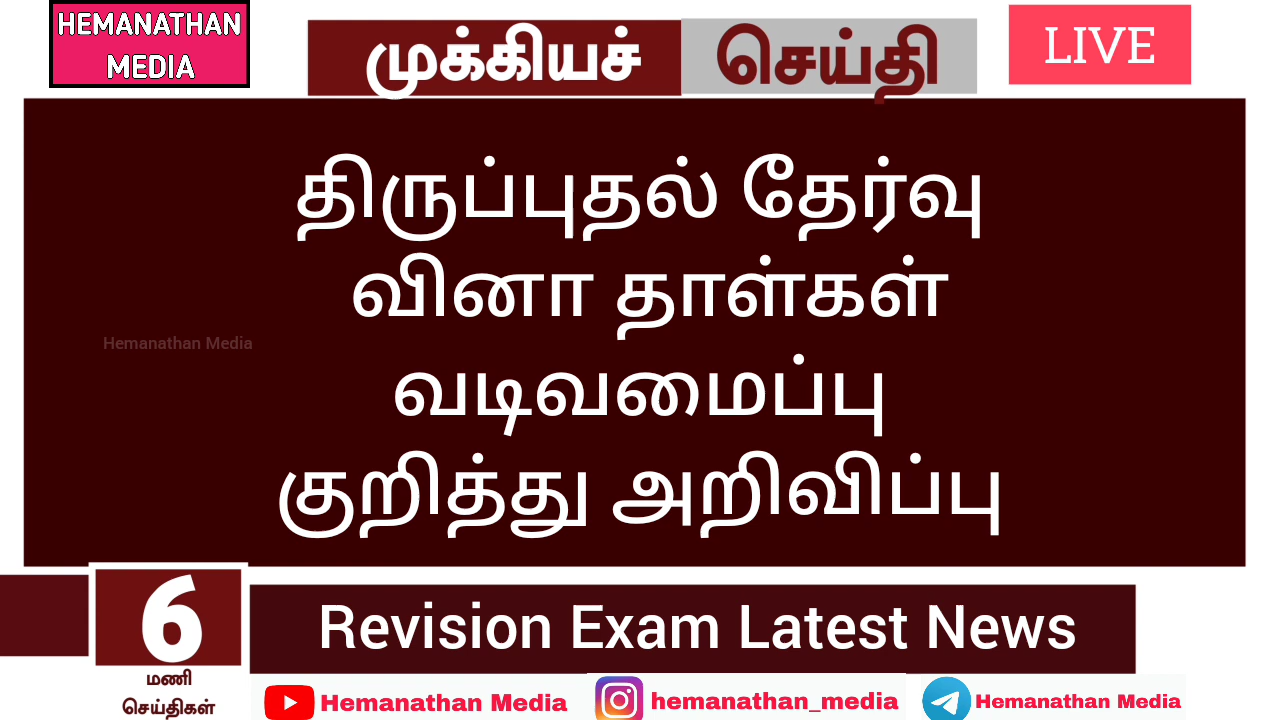 HEMANATHAN
MEDIA
முக்கியச் செய்தி
LIVE
திருப்புதல் தேர்வு
வினா தாள்கள்
Hemanathan Media
வடிவமைப்பு
குறித்து அறிவிப்பு
6
மணி
செய்திகள்
Revision Exam Latest News
Hemanathan Media
hemanathan_media
Hemanathan Media